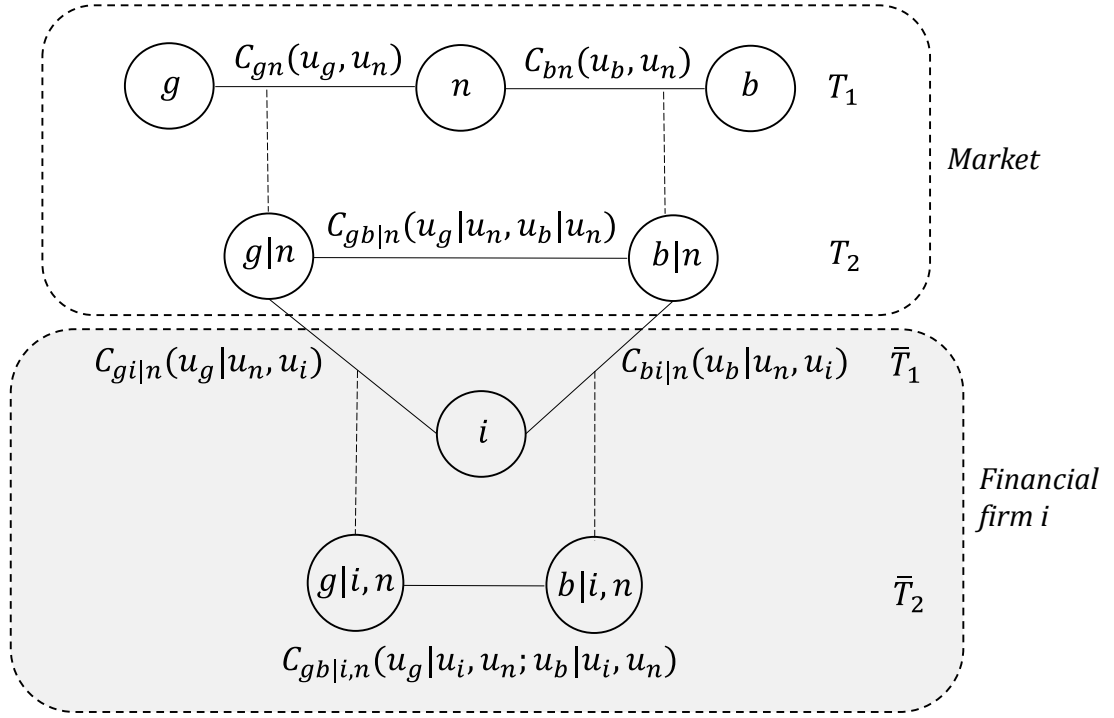 C_{gn}(u_g, u_n) C_{bn}(u_b, u_n)
g n b T_1
Market
C_{gb|n}(u_g|u_n, u_b|u_n)
g|n b|n T_2
C_{gi|n}(u_g|u_n, u_i) C_{bi|n}(u_b|u_n, u_i) T̄_1
i
Financial
firm i
g|i, n b|i, n T̄_2
C_{gb|i,n}(u_g|u_i, u_n; u_b|u_i, u_n)